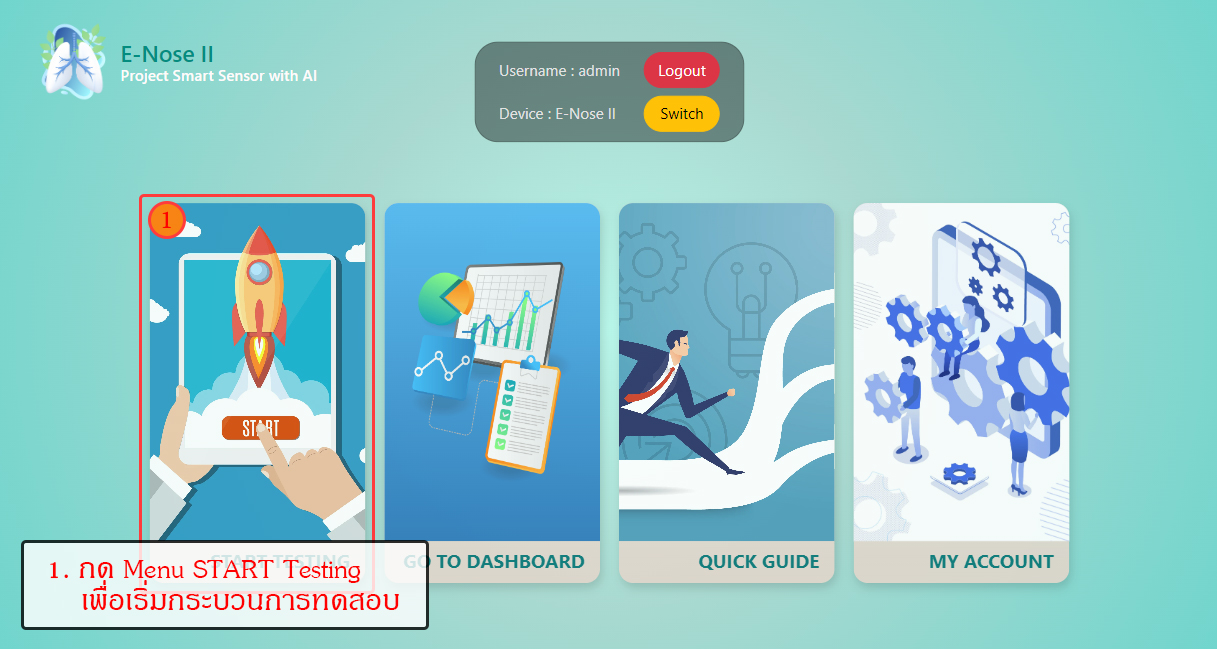 E-Nose II
Project Smart Sensor with AI
Username : admin
Logout
Device : E-Nose II
Switch
1
START
START TESTING
GO TO DASHBOARD
QUICK GUIDE
MY ACCOUNT
1. กด Menu START Testing
เพื่อเริ่มกระบวนการทดสอบ